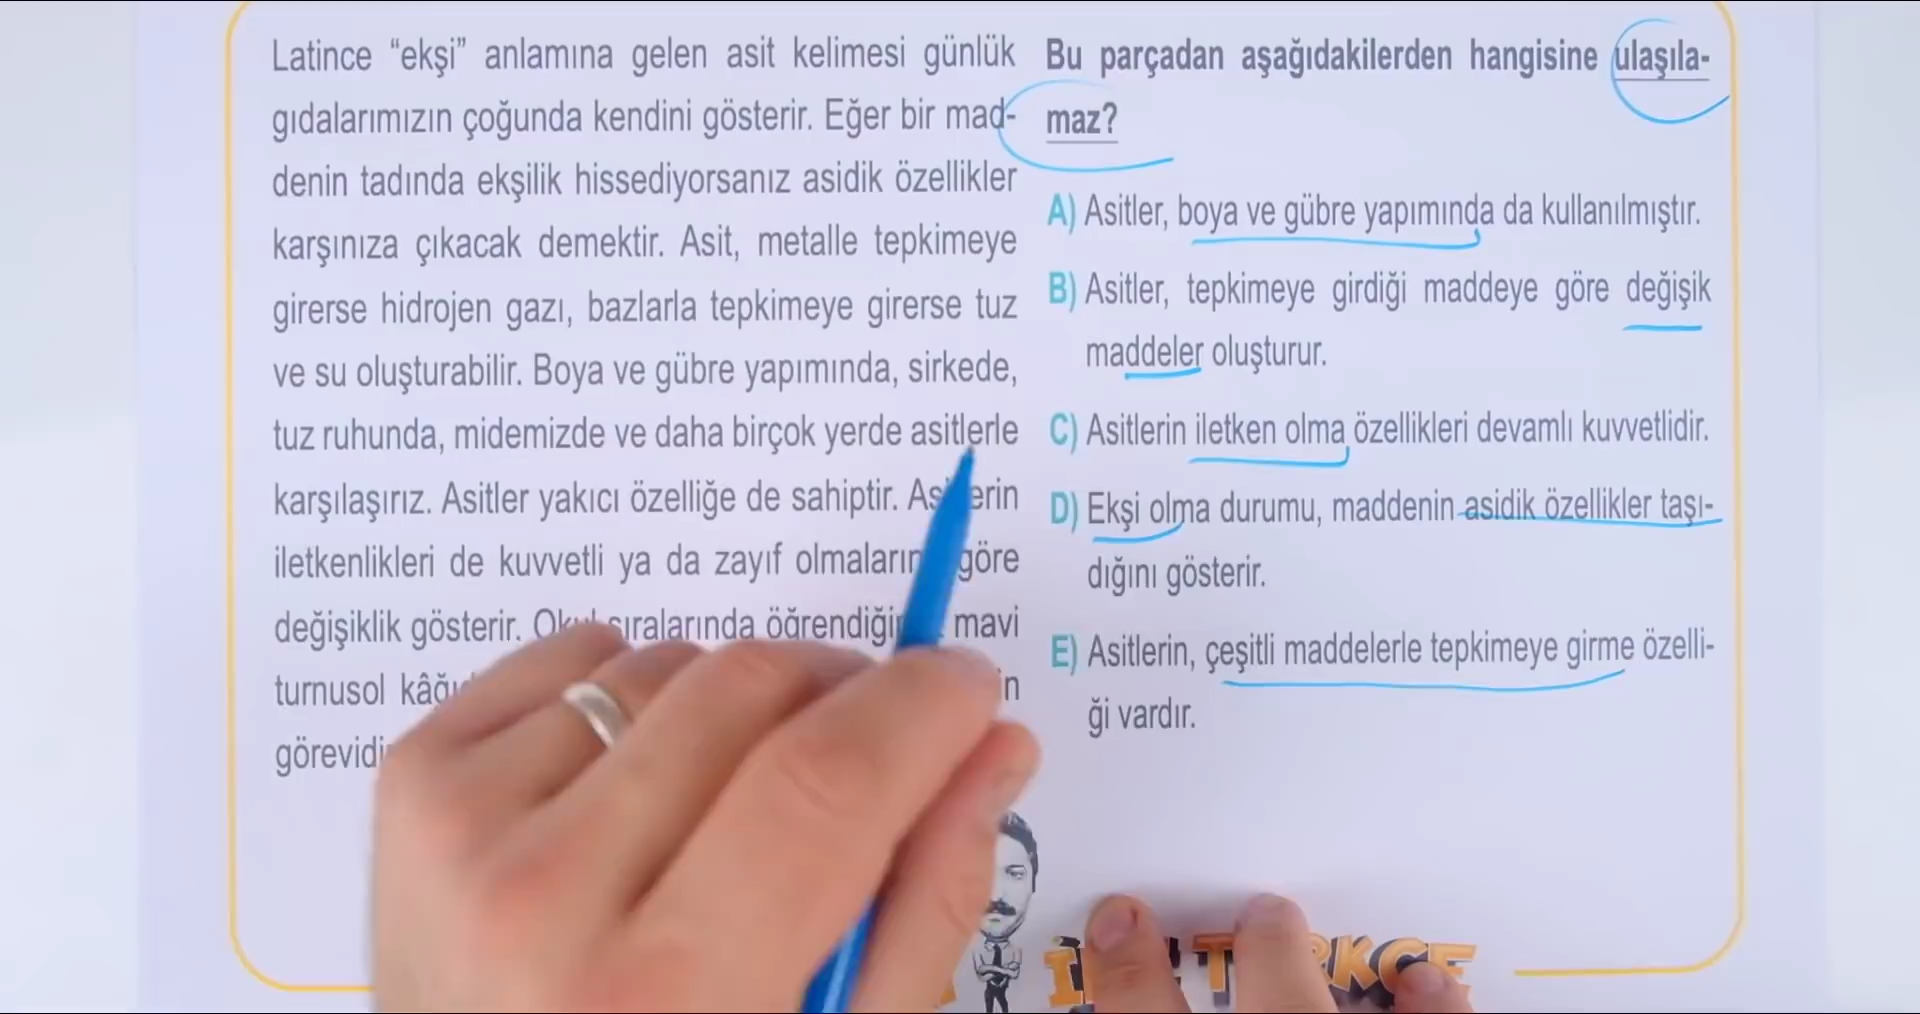 Latince “ekşi” anlamına gelen asit kelimesi günlük
gıdalarımızın çoğunda kendini gösterir. Eğer bir mad-
denin tadında ekşilik hissediyorsanız asidik özellikler
karşınıza çıkacak demektir. Asit, metalle tepkimeye
girerse hidrojen gazı, bazlarla tepkimeye girerse tuz
ve su oluşturabilir. Boya ve gübre yapımında, sirkede,
tuz ruhunda, midemizde ve daha birçok yerde asitlerle
karşılaşırız. Asitler yakıcı özelliğe de sahiptir. Asitlerin
iletkenlikleri de kuvvetli ya da zayıf olmalarına göre
değişiklik gösterir. Okul sıralarında öğrendiğimiz mavi
turnusol
Bu parçadan aşağıdakilerden hangisine ulaşıla-
maz?
A) Asitler, boya ve gübre yapımında da kullanılmıştır.
B) Asitler, tepkimeye girdiği maddeye göre değişik
maddeler oluşturur.
C) Asitlerin iletken olma özellikleri devamlı kuvvetlidir.
D) Ekşi olma durumu, maddenin asidik özellikler taşı-
dığını gösterir.
E) Asitlerin, çeşitli maddelerle tepkimeye girme özelli-
ği vardır.